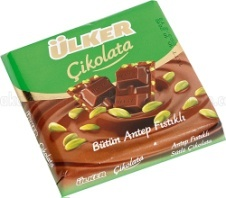 ÜLKER
Çikolata
Bütün Antep Fıstıklı
ÜLKER
Çikolata
Antep Fıstıklı
Sütlü Çikolata